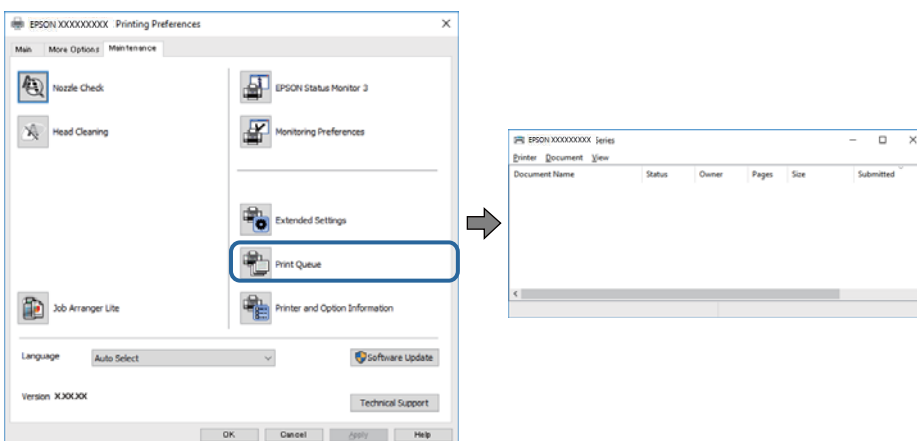 EPSON XXXXXXXXX Printing Preferences
Main More Options Maintenance
Nozzle Check
Head Cleaning
Job Arranger Lite
EPSON Status Monitor 3
Monitoring Preferences
Extended Settings
Print Queue
Printer and Option Information
Language Auto Select Software Update
Version X.XX.XX Technical Support
OK Cancel Apply Help
EPSON XXXXXXXXX Series
Printer Document View
Document Name Status Owner Pages Size Submitted